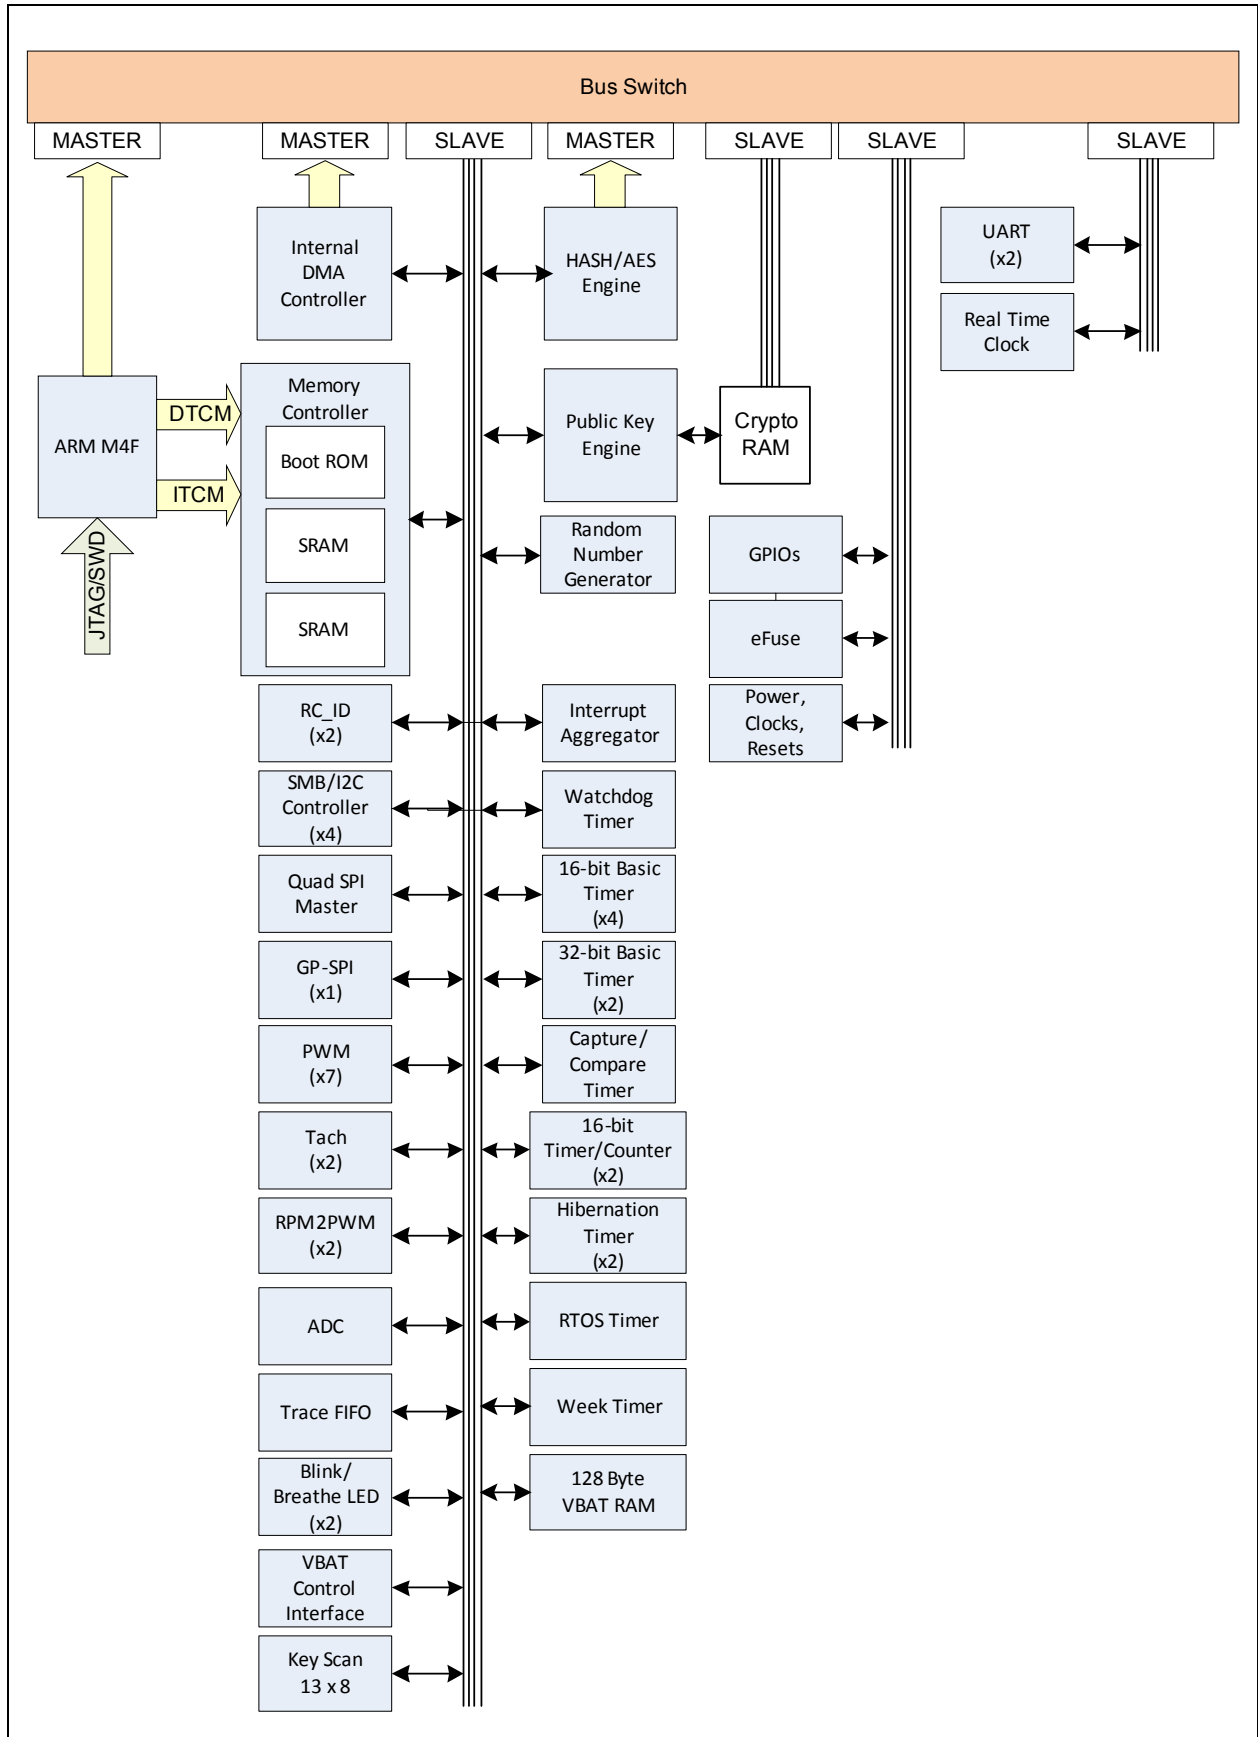 Bus Switch
MASTER
MASTER
SLAVE
MASTER
SLAVE
SLAVE
SLAVE
Internal
DMA
Controller
HASH/AES
Engine
UART
(x2)
Real Time
Clock
ARM M4F
DTCM
ITCM
JTAG/SWD
Memory
Controller
Boot ROM
SRAM
SRAM
Public Key
Engine
Crypto
RAM
Random
Number
Generator
GPIOs
eFuse
Power,
Clocks,
Resets
RC_ID
(x2)
Interrupt
Aggregator
SMB/I2C
Controller
(x4)
Watchdog
Timer
Quad SPI
Master
16-bit Basic
Timer
(x4)
GP-SPI
(x1)
32-bit Basic
Timer
(x2)
PWM
(x7)
Capture/
Compare
Timer
Tach
(x2)
16-bit
Timer/Counter
(x2)
RPM2PWM
(x2)
Hibernation
Timer
(x2)
ADC
RTOS Timer
Trace FIFO
Week Timer
Blink/
Breathe LED
(x2)
128 Byte
VBAT RAM
VBAT
Control
Interface
Key Scan
13 x 8